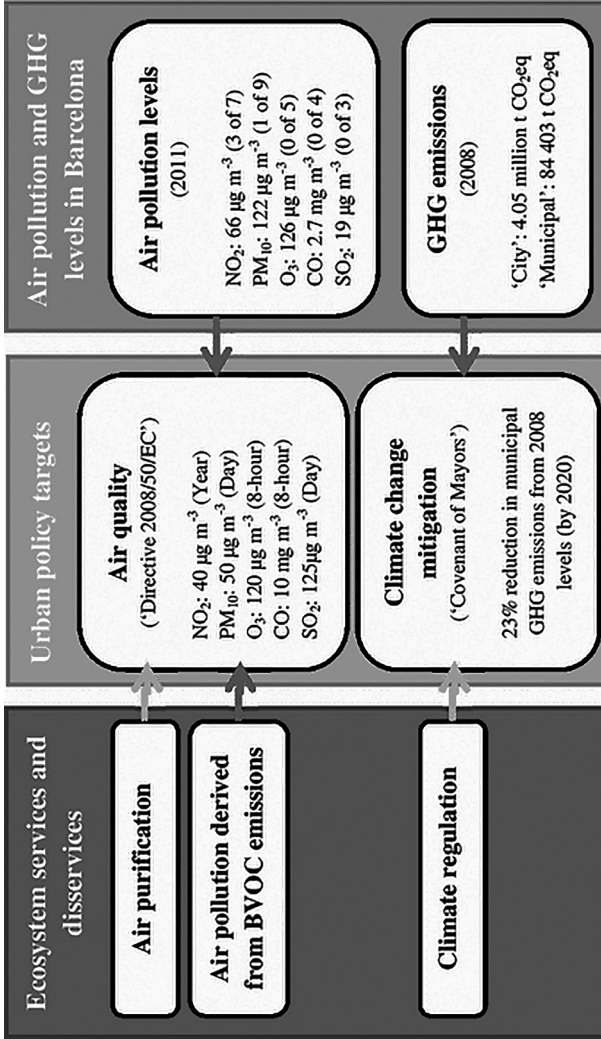 Ecosystem services and
disservices
Air purification
Air pollution derived
from BVOC emissions
Climate regulation
Urban policy targets
Air quality
(‘Directive 2008/50/EC’)
NO₂: 40 µg m⁻³ (Year)
PM₁₀: 50 µg m⁻³ (Day)
O₃: 120 µg m⁻³ (8-hour)
CO: 10 mg m⁻³ (8-hour)
SO₂: 125µg m⁻³ (Day)
Climate change
mitigation
(‘Covenant of Mayors’)
23% reduction in municipal
GHG emissions from 2008
levels (by 2020)
Air pollution and GHG
levels in Barcelona
Air pollution levels
(2011)
NO₂: 66 µg m⁻³ (3 of 7)
PM₁₀: 122 µg m⁻³ (1 of 9)
O₃: 126 µg m⁻³ (0 of 5)
CO: 2.7 mg m⁻³ (0 of 4)
SO₂: 19 µg m⁻³ (0 of 3)
GHG emissions
(2008)
‘City’: 4.05 million t CO₂eq
‘Municipal’: 84 403 t CO₂eq